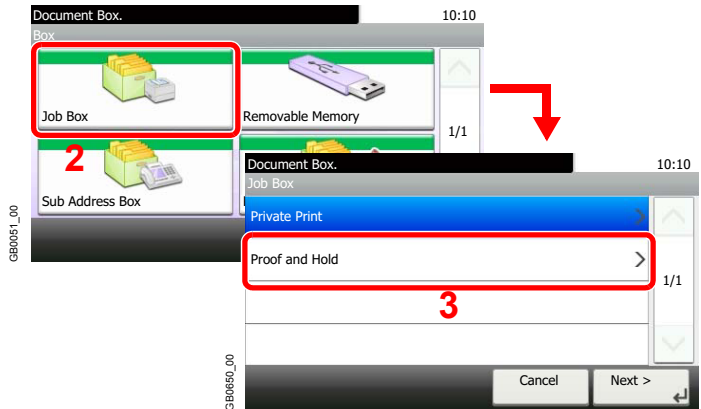 Document Box.
10:10
Box
Job Box
Removable Memory
1/1
2
Sub Address Box
GB0051_00
Document Box.
10:10
Job Box
Private Print
Proof and Hold
1/1
3
Cancel
Next >
GB0650_00